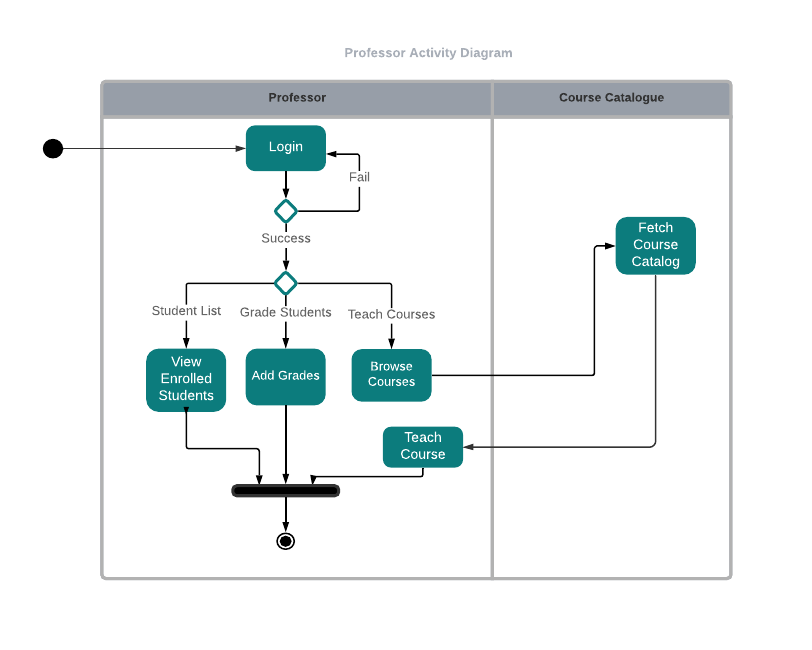 Professor Activity Diagram
Professor
Course Catalogue
Login
Fail
Success
Fetch
Course
Catalog
Student List
Grade Students
Teach Courses
View
Enrolled
Students
Add Grades
Browse
Courses
Teach
Course